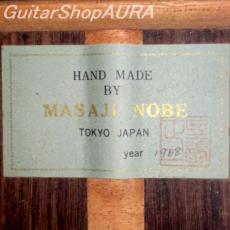 GuitarShopAURA
HAND MADE
BY
MASAJI NOBE
TOKYO JAPAN
year 1968